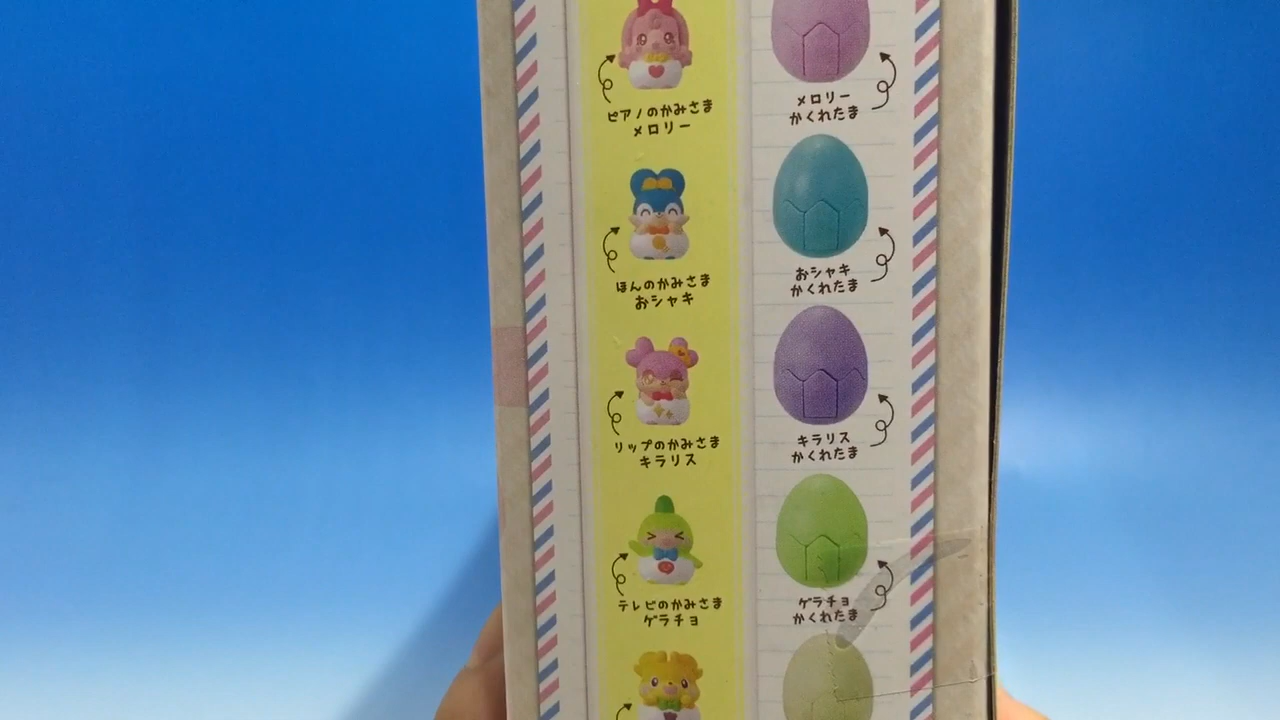 ピアノのかみさま
メロリー
メロリー
かくれたま
ほんのかみさま
おシャキ
おシャキ
かくれたま
リップのかみさま
キラリス
キラリス
かくれたま
テレビのかみさま
ゲラチョ
ゲラチョ
かくれたま